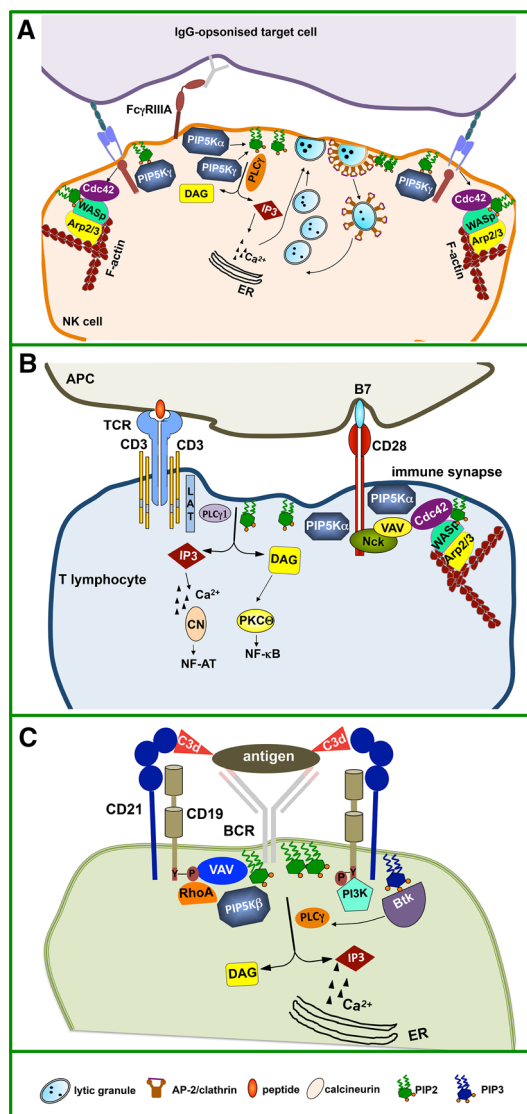 A
IgG-opsonised target cell
FcγRIIIA
PIP5Kα
PIP5Kγ
PIP5Kγ
PLCγ
PIP5Kγ
Cdc42
WASp
Arp2/3
F-actin
DAG
IP3
Ca²⁺
ER
Cdc42
WASp
Arp2/3
F-actin
NK cell
B
APC
B7
TCR
CD3
CD3
CD28
immune synapse
LAT
PLCγ1
PIP5Kα
PIP5Kα
Cdc42
VAV
Nck
WASp
Arp2/3
IP3
DAG
T lymphocyte
Ca²⁺
CN
PKCΘ
NF-AT
NF-κB
C
C3d
antigen
C3d
CD21
CD19
BCR
Y
P
VAV
RhoA
PIP5Kβ
P
Y
PI3K
Btk
PLCγ
DAG
IP3
Ca²⁺
ER
lytic granule
AP-2/clathrin
peptide
calcineurin
PIP2
PIP3